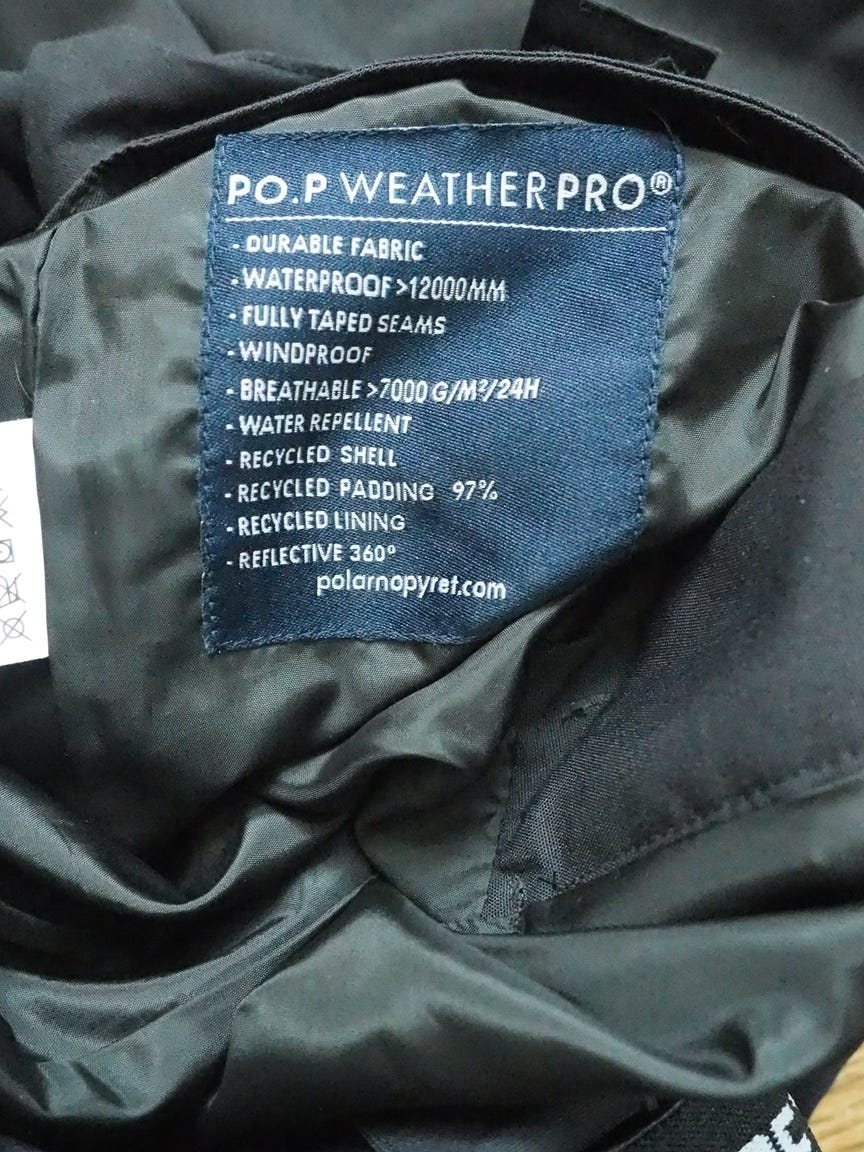 PO.P WEATHERPRO®
- DURABLE FABRIC
- WATERPROOF >12000MM
- FULLY TAPED SEAMS
- WINDPROOF
- BREATHABLE >7000 G/M²/24H
- WATER REPELLENT
- RECYCLED SHELL
- RECYCLED PADDING 97%
- RECYCLED LINING
- REFLECTIVE 360°
polarnopyret.com